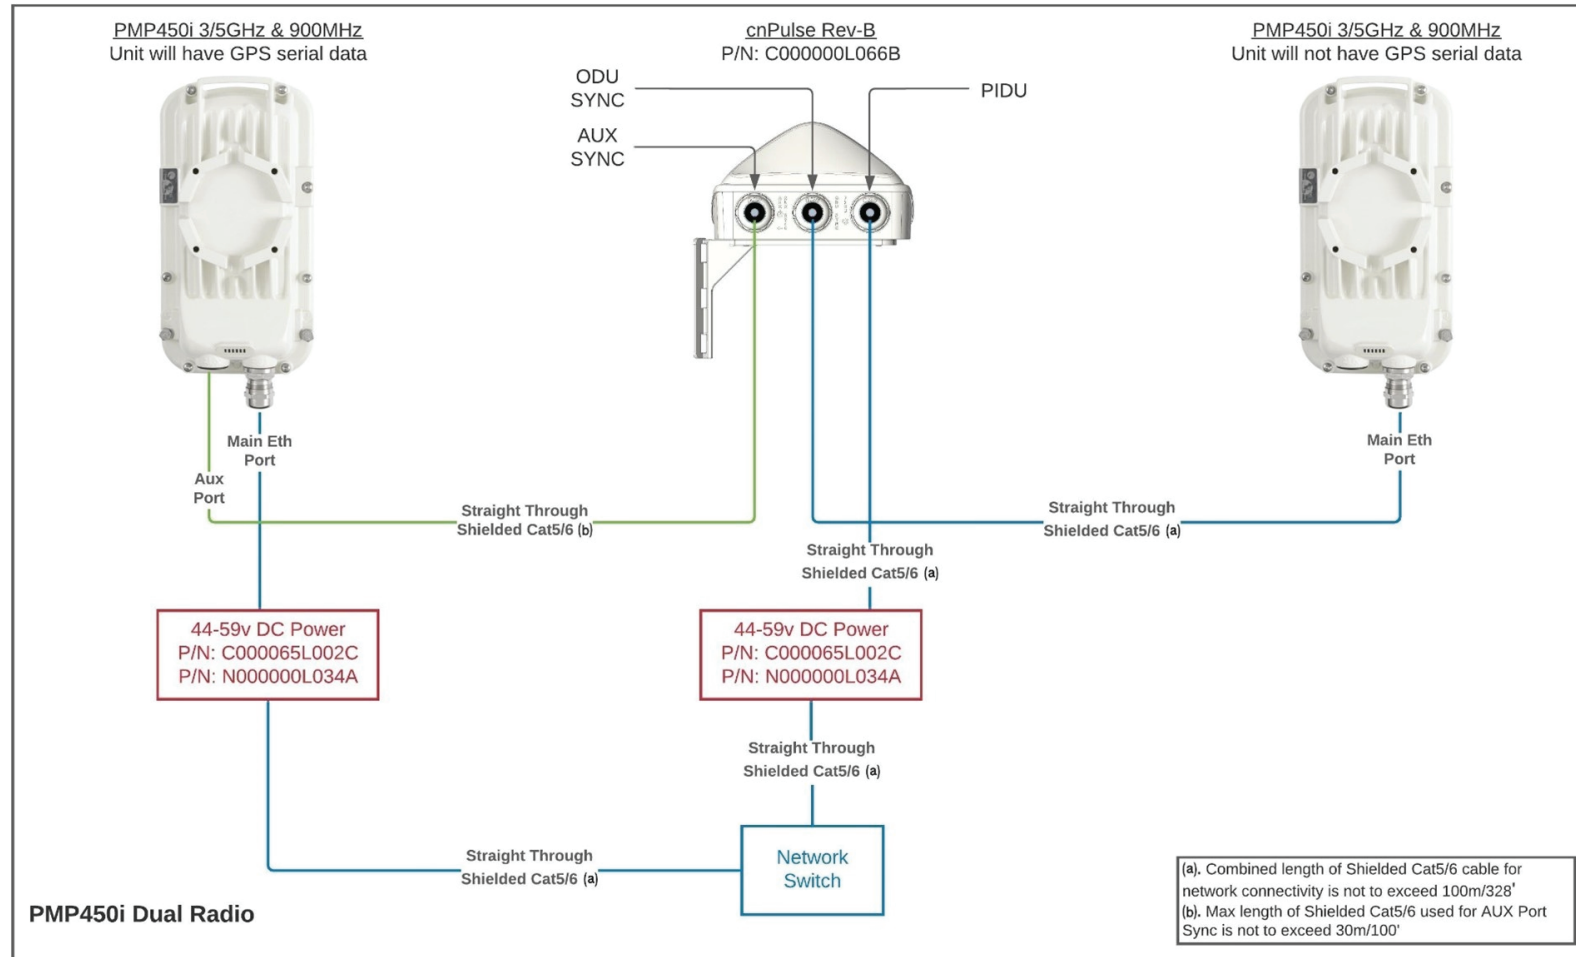 PMP450i 3/5GHz & 900MHz
Unit will have GPS serial data
cnPulse Rev-B
P/N: C000000L066B
PMP450i 3/5GHz & 900MHz
Unit will not have GPS serial data
ODU
SYNC
PIDU
AUX
SYNC
Main Eth
Port
Aux
Port
Main Eth
Port
Straight Through
Shielded Cat5/6 (b)
Straight Through
Shielded Cat5/6 (a)
Straight Through
Shielded Cat5/6 (a)
44-59v DC Power
P/N: C000065L002C
P/N: N000000L034A
44-59v DC Power
P/N: C000065L002C
P/N: N000000L034A
Straight Through
Shielded Cat5/6 (a)
Straight Through
Shielded Cat5/6 (a)
Network
Switch
(a). Combined length of Shielded Cat5/6 cable for
network connectivity is not to exceed 100m/328'
(b). Max length of Shielded Cat5/6 used for AUX Port
Sync is not to exceed 30m/100'
PMP450i Dual Radio